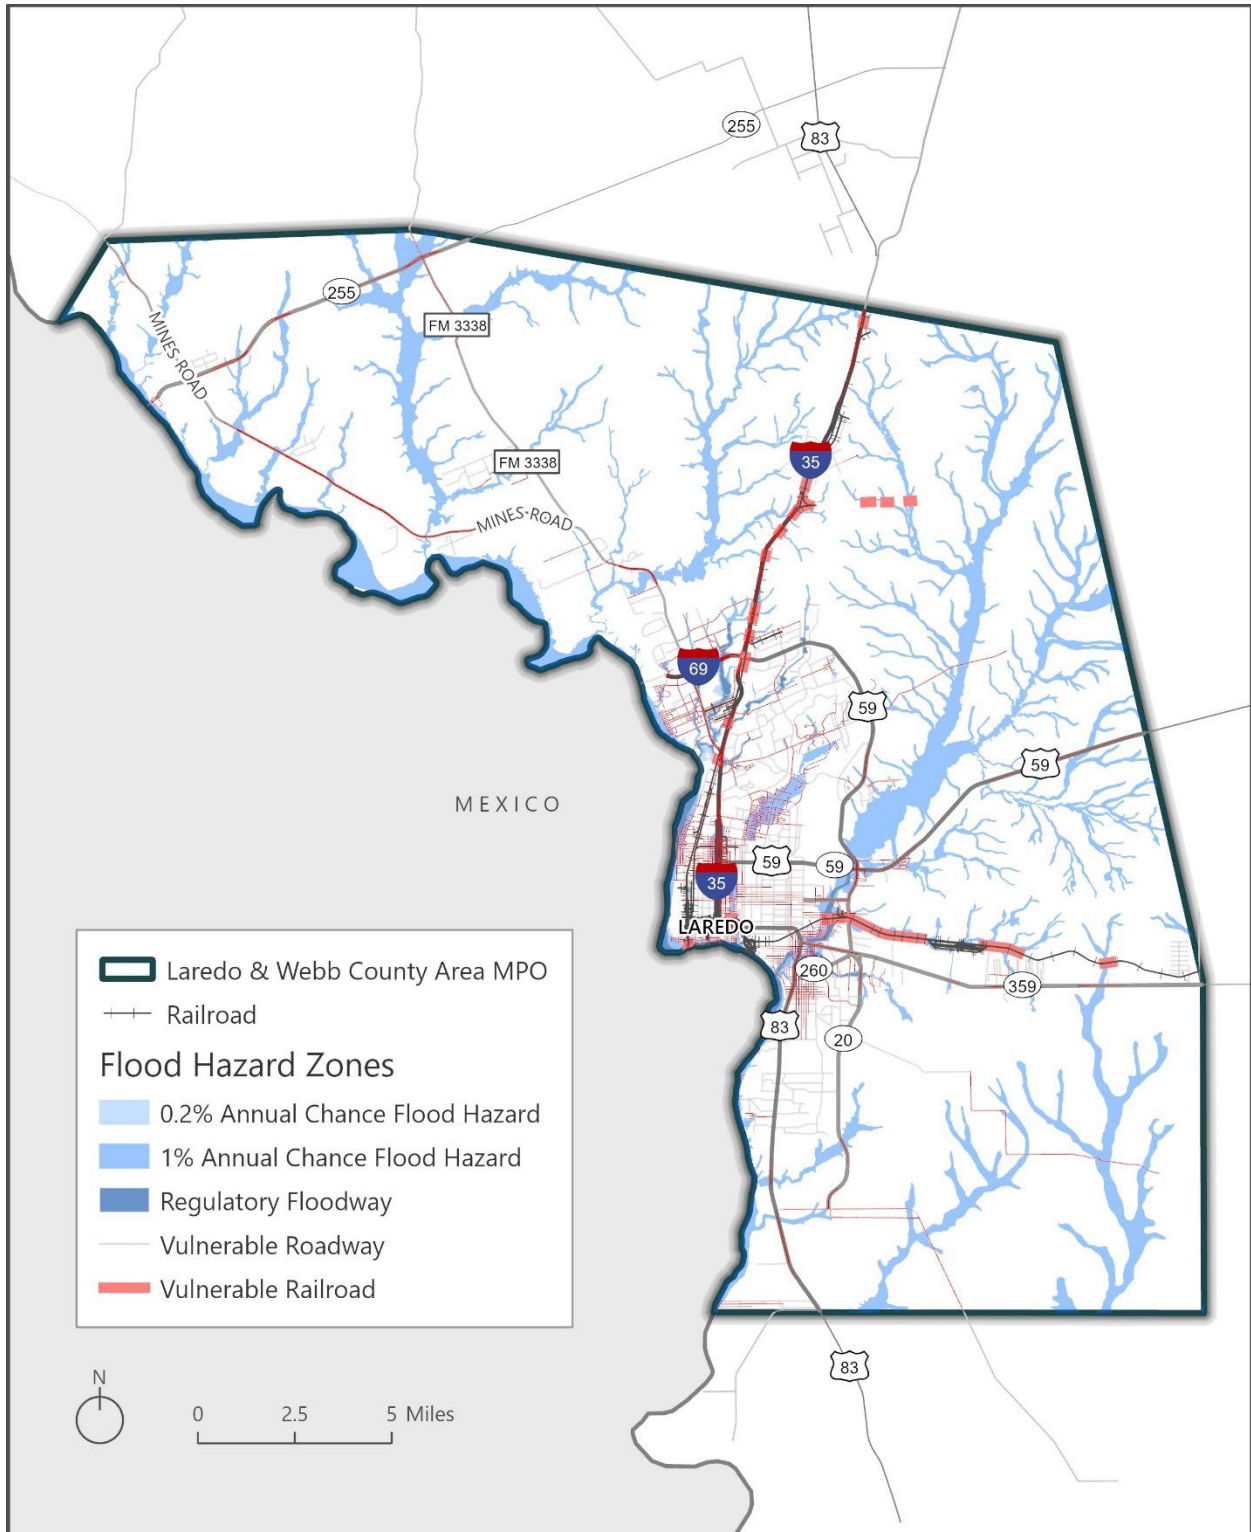 255
83
255
FM 3338
MINES ROAD
35
FM 3338
MINES ROAD
69
59
59
MEXICO
59
59
35
LAREDO
260
359
83
20
Laredo & Webb County Area MPO
Railroad
Flood Hazard Zones
0.2% Annual Chance Flood Hazard
1% Annual Chance Flood Hazard
Regulatory Floodway
Vulnerable Roadway
Vulnerable Railroad
83
N
0 2.5 5 Miles